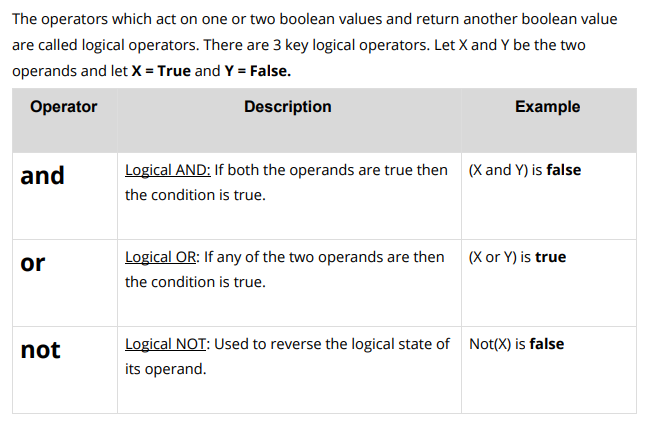 The operators which act on one or two boolean values and return another boolean value
are called logical operators. There are 3 key logical operators. Let X and Y be the two
operands and let X = True and Y = False.
Operator Description Example
and Logical AND: If both the operands are true then (X and Y) is false
the condition is true.
or Logical OR: If any of the two operands are then (X or Y) is true
the condition is true.
not Logical NOT: Used to reverse the logical state of Not(X) is false
its operand.